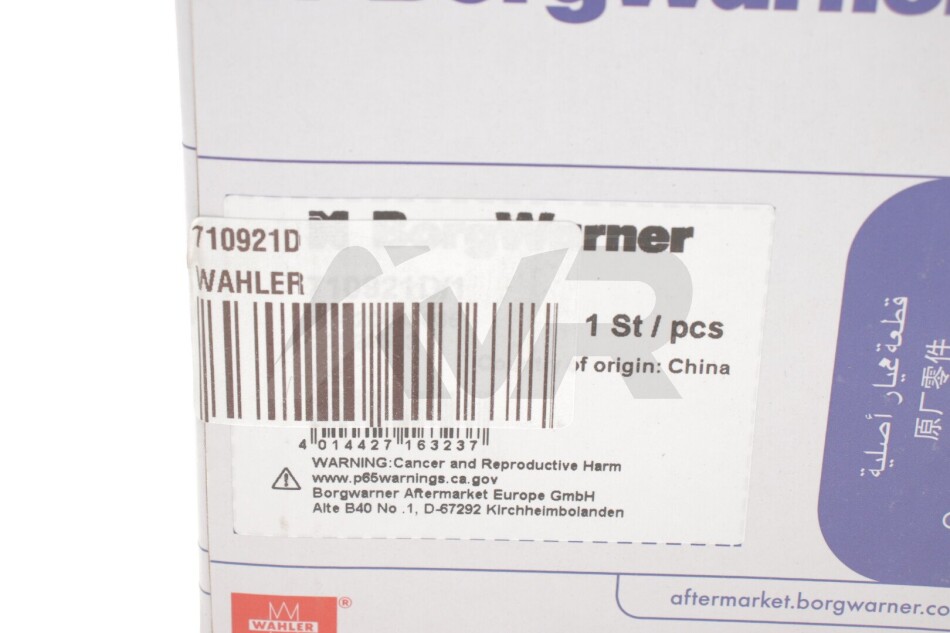 BorgWarner
BorgWarner
710921D
WAHLER
710921D
1 St / pcs
of origin: China
4 014427 163237
WARNING:Cancer and Reproductive Harm
www.p65warnings.ca.gov
Borgwarner Aftermarket Europe GmbH
Alte B40 No .1, D-67292 Kirchheimbolanden
قطعة غيار أصلية
原厂零件
WAHLER®
aftermarket.borgwarner.co